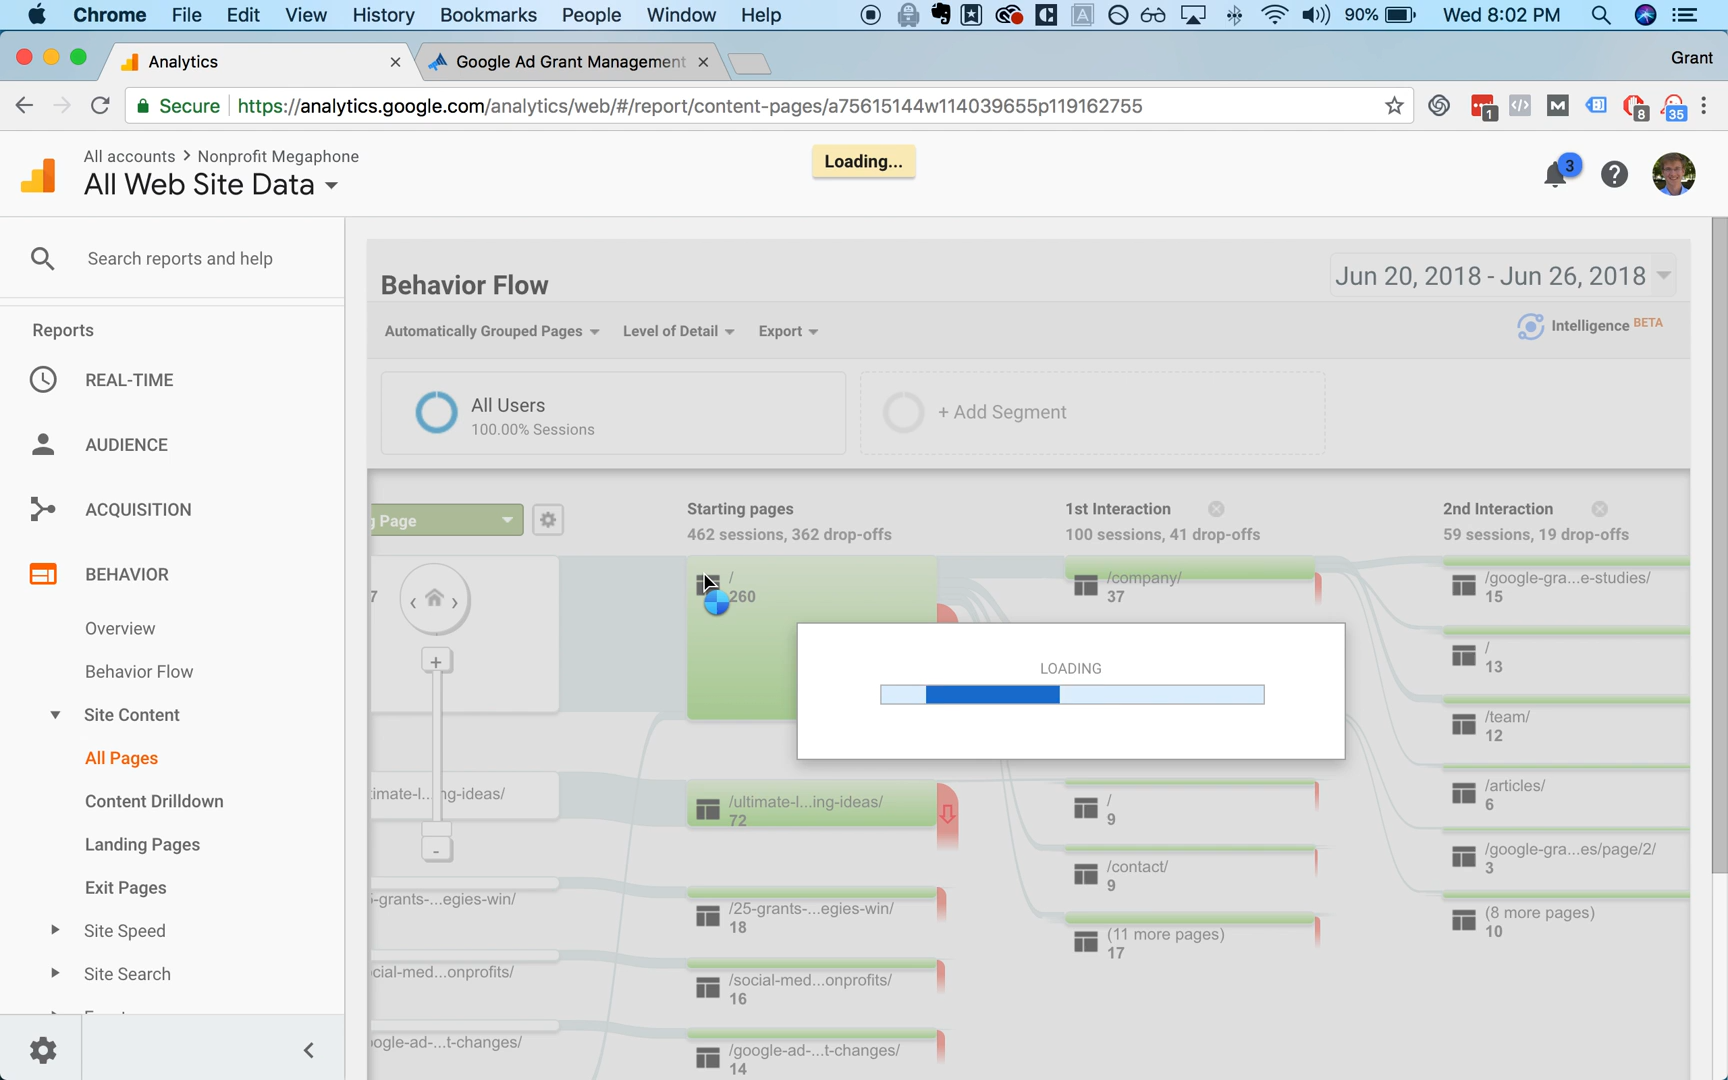 Chrome File Edit View History Bookmarks People Window Help 90% Wed 8:02 PM
Analytics Google Ad Grant Management Grant
Secure https://analytics.google.com/analytics/web/#/report/content-pages/a75615144w114039655p119162755 1 M 8 35
All accounts > Nonprofit Megaphone
All Web Site Data
Loading...
3
Search reports and help
Behavior Flow
Jun 20, 2018 - Jun 26, 2018
Automatically Grouped Pages Level of Detail Export
Intelligence BETA
All Users
100.00% Sessions
+ Add Segment
Reports
REAL-TIME
AUDIENCE
ACQUISITION
BEHAVIOR
Overview
Behavior Flow
Site Content
All Pages
Content Drilldown
Landing Pages
Exit Pages
Site Speed
Site Search
g Page
7
+
-
timate-l...ng-ideas/
-grants-...egies-win/
cial-med...onprofits/
ogle-ad-...t-changes/
Starting pages
462 sessions, 362 drop-offs
/
260
/ultimate-l...ing-ideas/
72
/25-grants-...egies-win/
18
/social-med...onprofits/
16
/google-ad-...t-changes/
14
1st Interaction
100 sessions, 41 drop-offs
/company/
37
LOADING
/
9
/contact/
9
(11 more pages)
17
2nd Interaction
59 sessions, 19 drop-offs
/google-gra...e-studies/
15
/
13
/team/
12
/articles/
6
/google-gra...es/page/2/
3
(8 more pages)
10